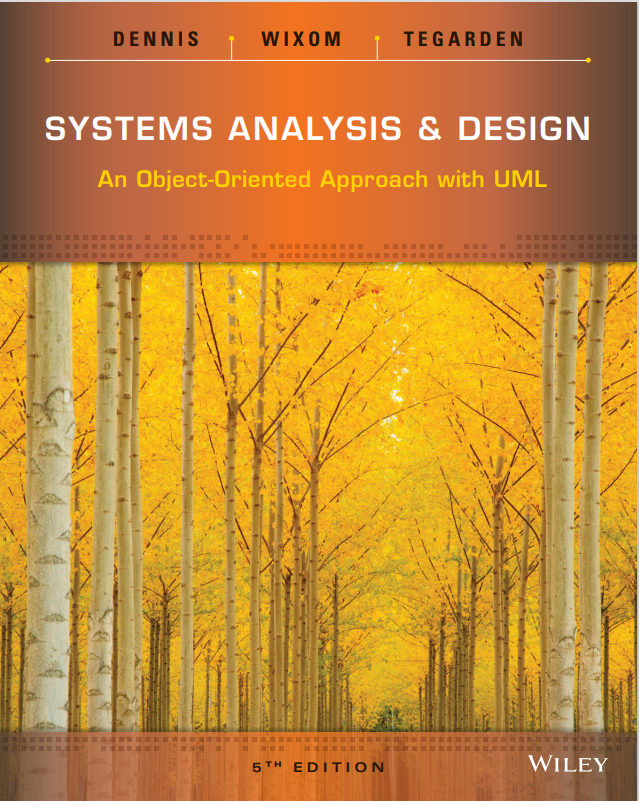 DENNIS WIXOM TEGARDEN
SYSTEMS ANALYSIS & DESIGN
An Object-Oriented Approach with UML
5TH EDITION
WILEY